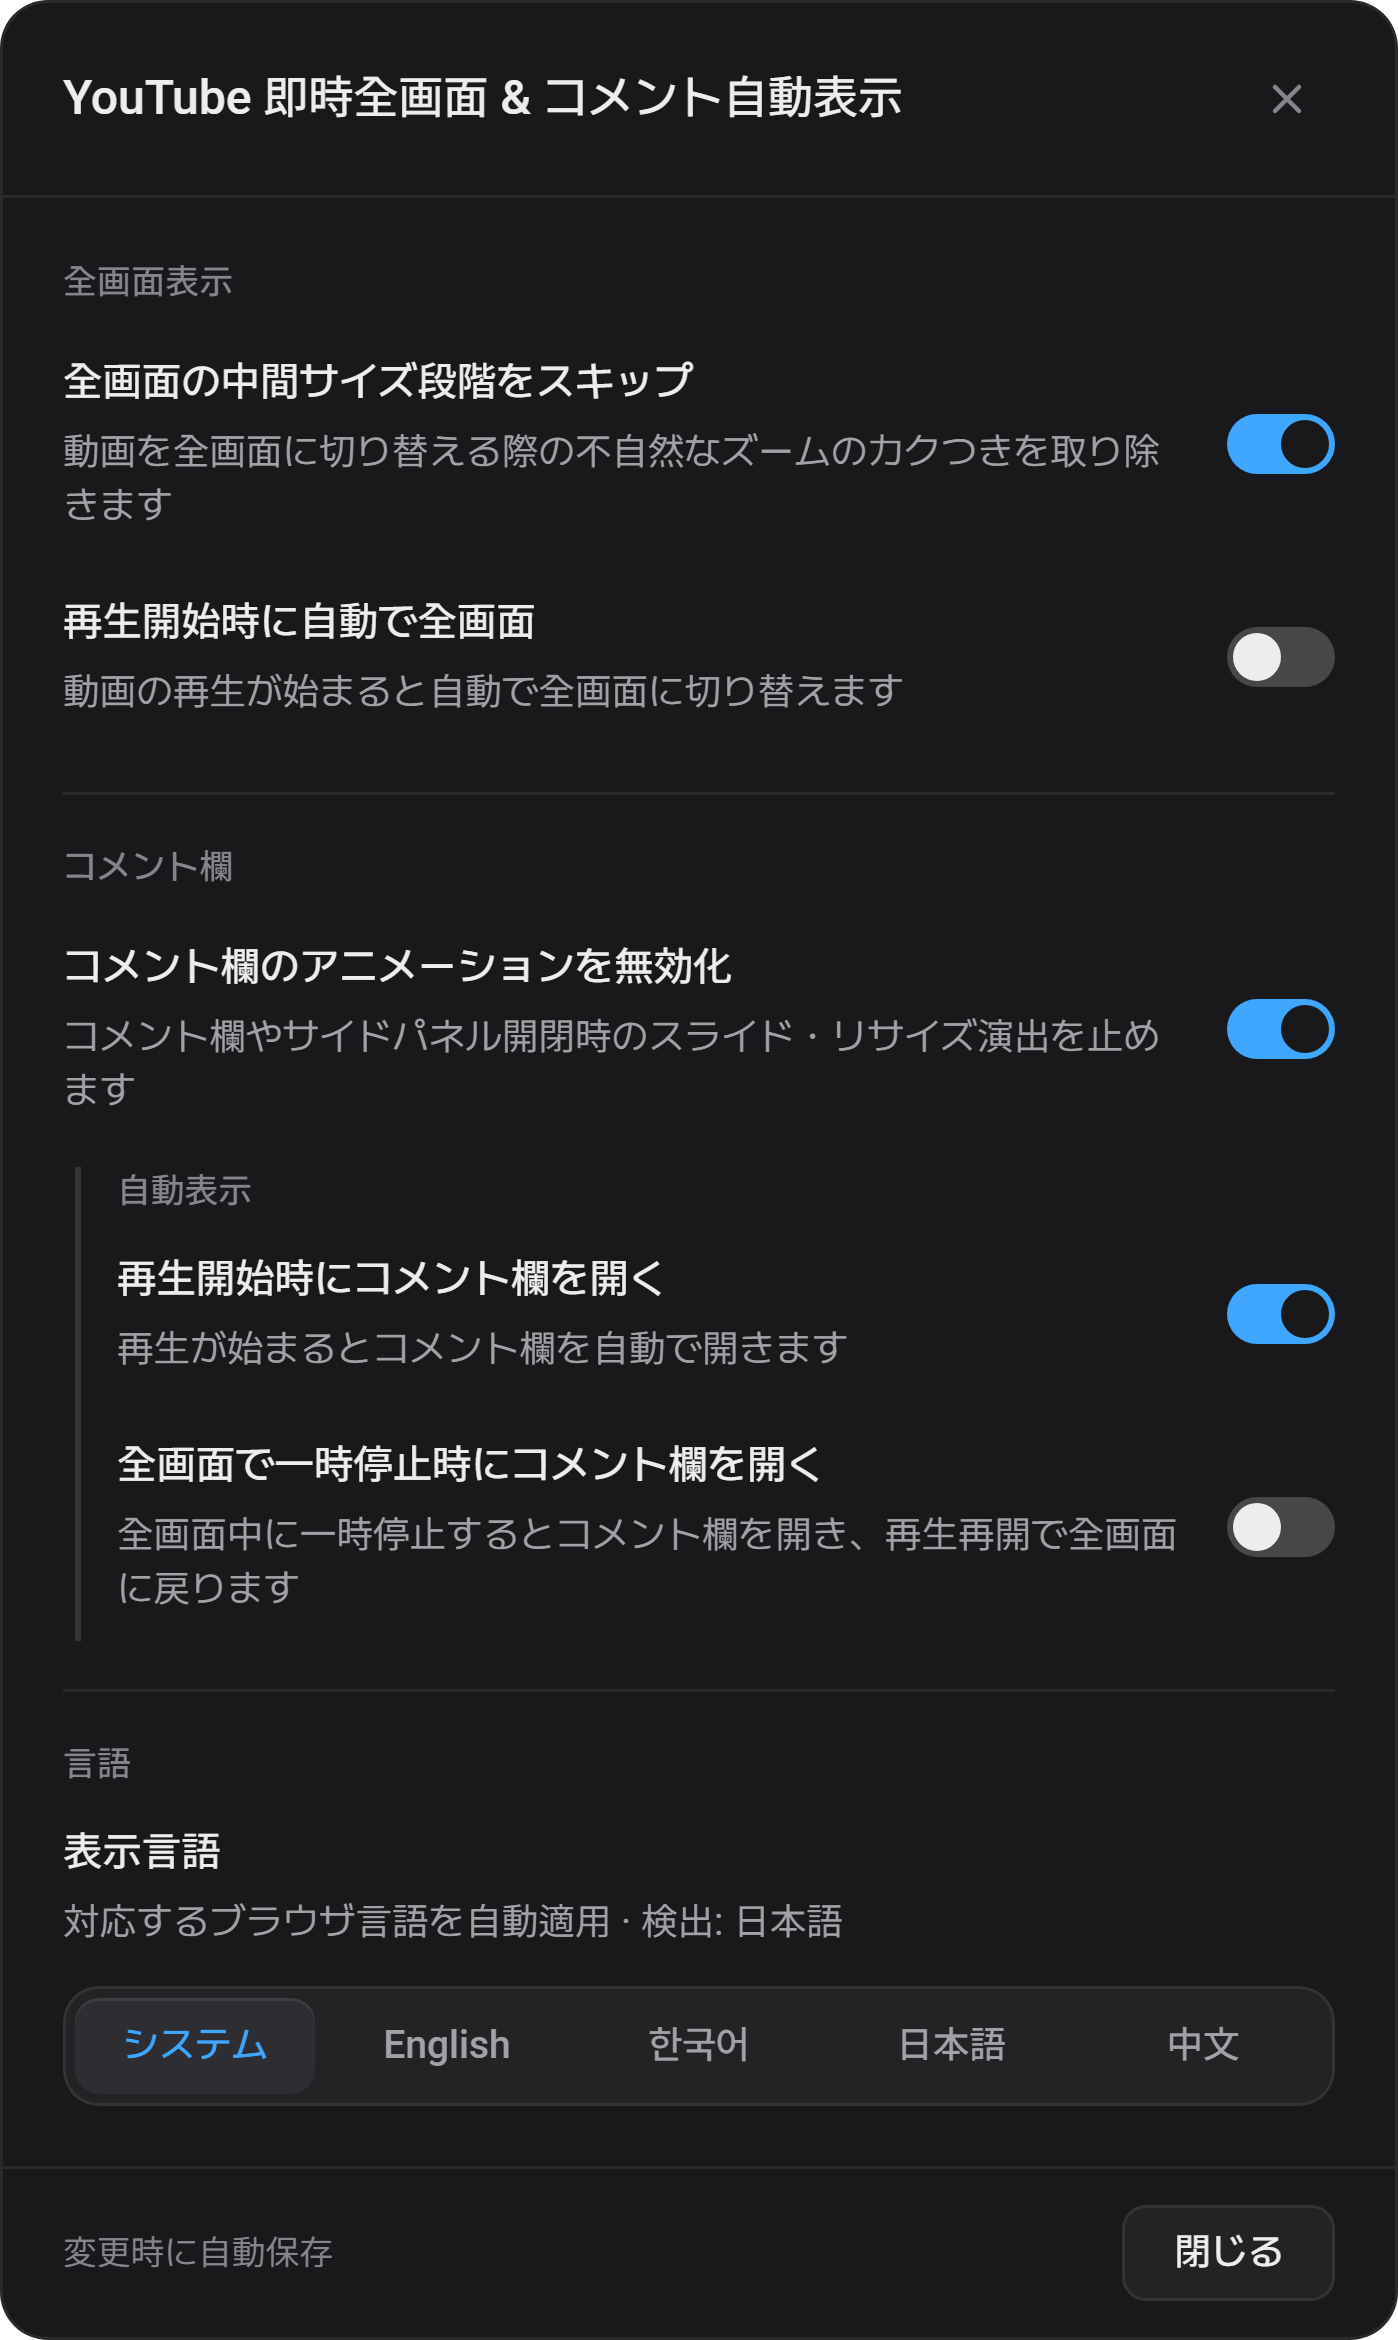 YouTube 即時全画面 & コメント自動表示
全画面表示
全画面の中間サイズ段階をスキップ
動画を全画面に切り替える際の不自然なズームのカクつきを取り除
きます
再生開始時に自動で全画面
動画の再生が始まると自動で全画面に切り替えます
コメント欄
コメント欄のアニメーションを無効化
コメント欄やサイドパネル開閉時のスライド・リサイズ演出を止め
ます
自動表示
再生開始時にコメント欄を開く
再生が始まるとコメント欄を自動で開きます
全画面で一時停止時にコメント欄を開く
全画面中に一時停止するとコメント欄を開き、再生再開で全画面
に戻ります
言語
表示言語
対応するブラウザ言語を自動適用 · 検出: 日本語
システム English 한국어 日本語 中文
変更時に自動保存 閉じる